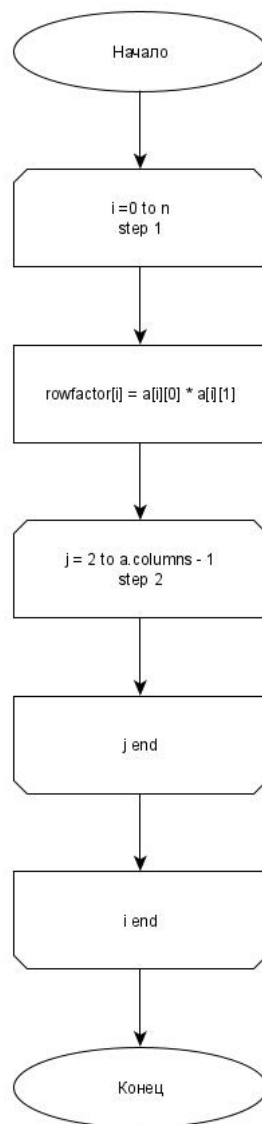 Начало
i =0 to n
step 1
rowfactor[i] = a[i][0] * a[i][1]
j = 2 to a.columns - 1
step 2
j end
i end
Конец